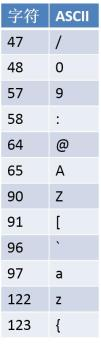 字符 ASCII
47 /
48 0
57 9
58 :
64 @
65 A
90 Z
91 [
96 `
97 a
122 z
123 {